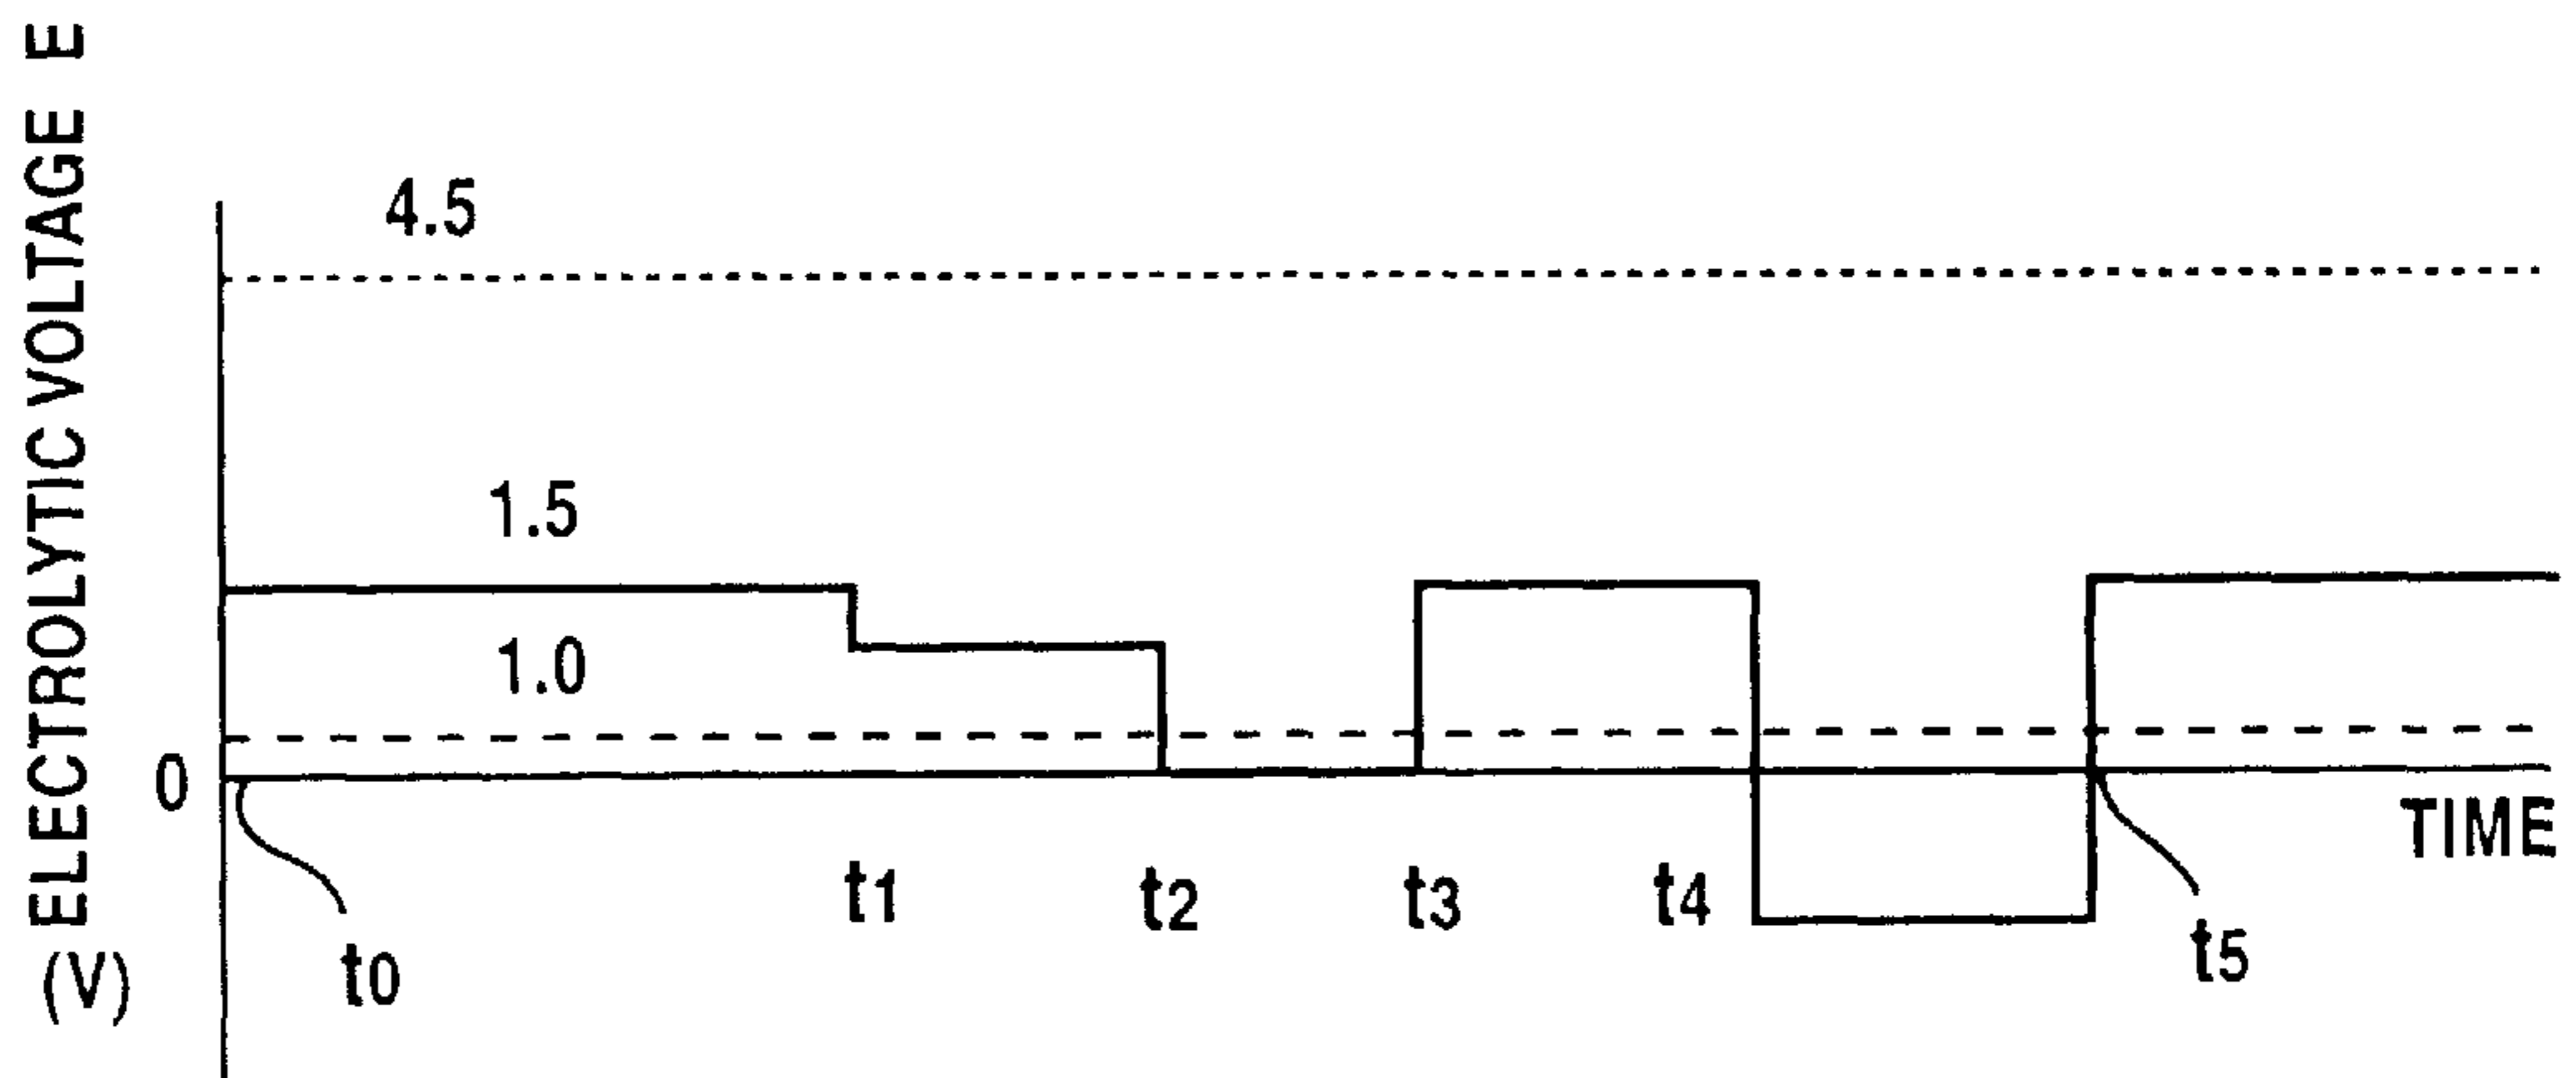 ELECTROLYTIC VOLTAGE E
(V)
4.5
1.5
1.0
0
TIME
t0
t1
t2
t3
t4
t5